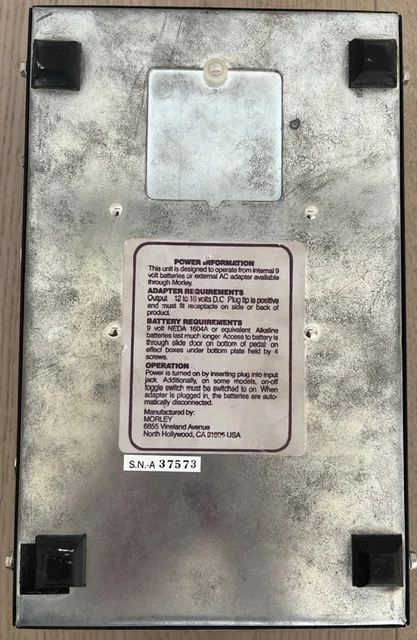 POWER INFORMATION
This unit is designed to operate from internal 9
volt batteries or external AC adapter available
through Morley.
ADAPTER REQUIREMENTS
Output 12 to 18 volts D.C Plug tip is positive
and must fit receptacle on side or back of
product.
BATTERY REQUIREMENTS
9 volt NEDA 1604A or equivalent Alkaline
batteries last much longer. Access to battery is
through slide door on bottom of pedal: on
effect boxes under bottom plate held by 4
screws.
OPERATION
Power is turned on by inserting plug into input
jack. Additionally, on some models, on-off
toggle switch must be switched to on. When
adapter is plugged in, the batteries are auto-
matically disconnected.
Manufactured by:
MORLEY
6855 Vineland Avenue
North Hollywood, CA USA
S.N.-A 37573